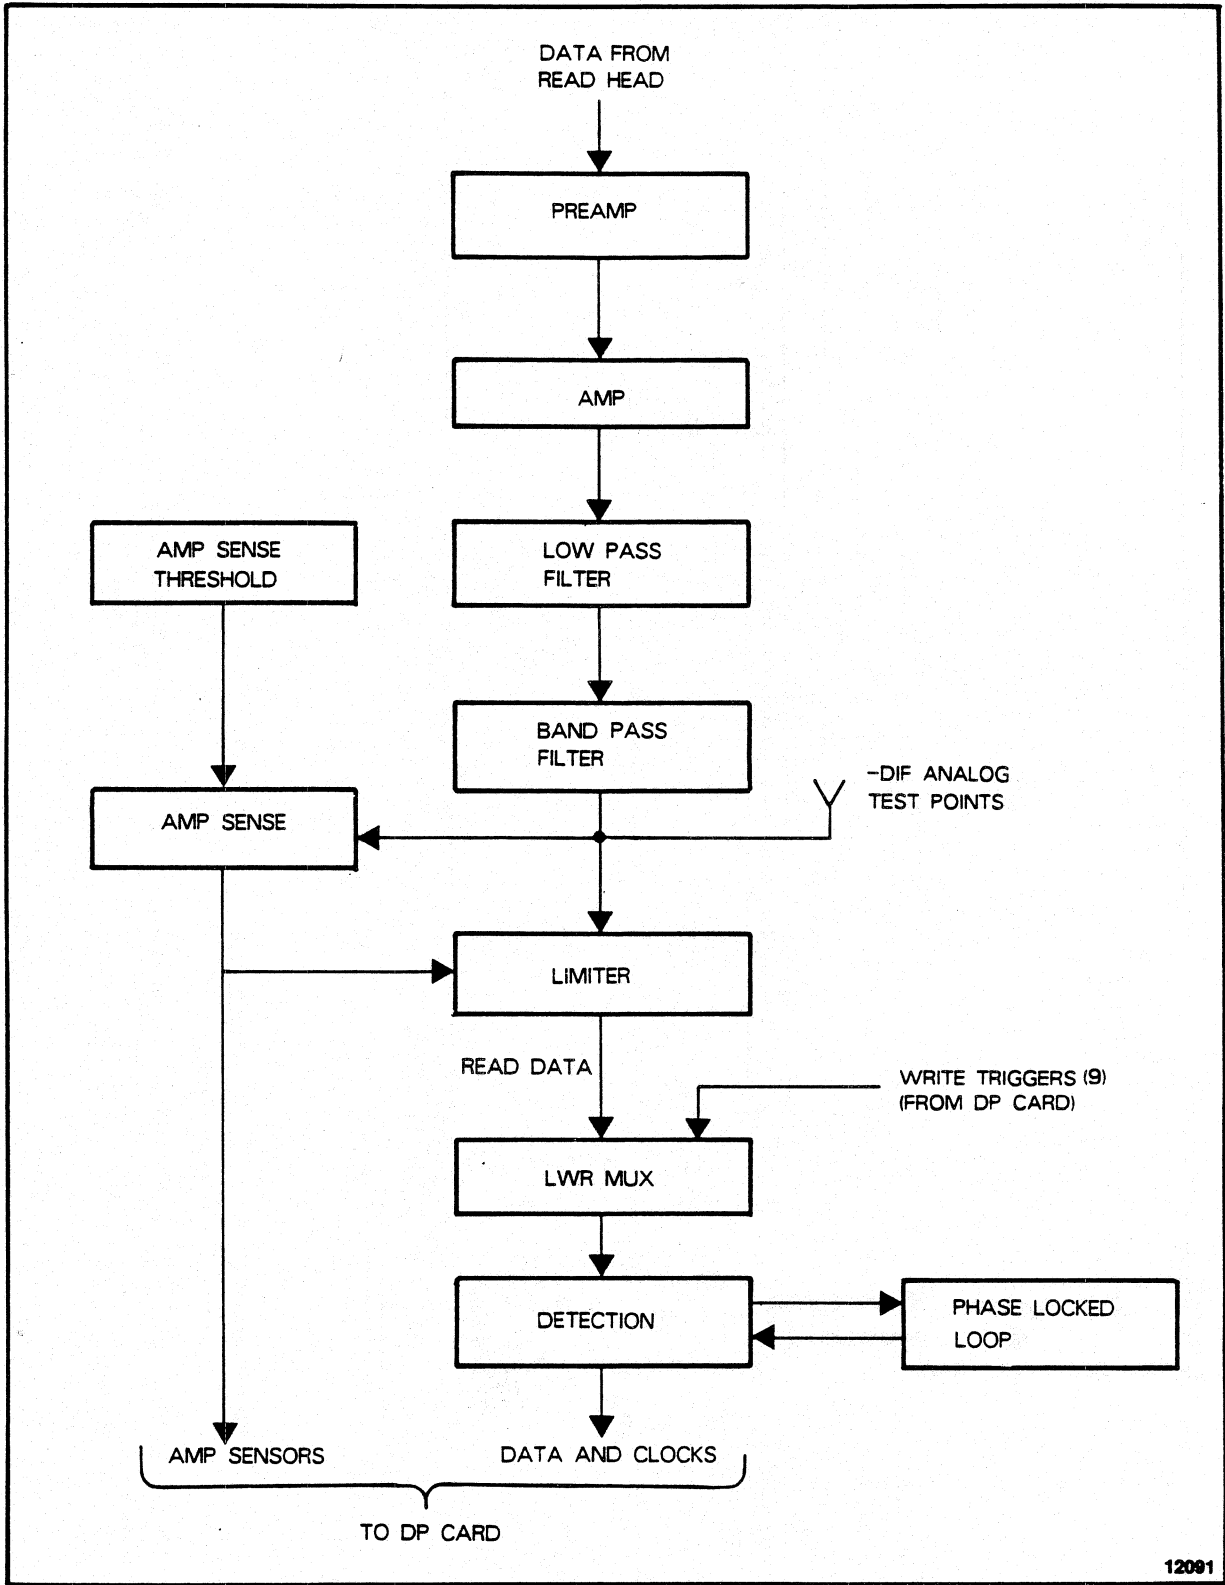 DATA FROM
READ HEAD
PREAMP
AMP
AMP SENSE
THRESHOLD
LOW PASS
FILTER
BAND PASS
FILTER
-DIF ANALOG
TEST POINTS
AMP SENSE
LIMITER
READ DATA
WRITE TRIGGERS (9)
(FROM DP CARD)
LWR MUX
DETECTION
PHASE LOCKED
LOOP
AMP SENSORS
DATA AND CLOCKS
TO DP CARD
12091